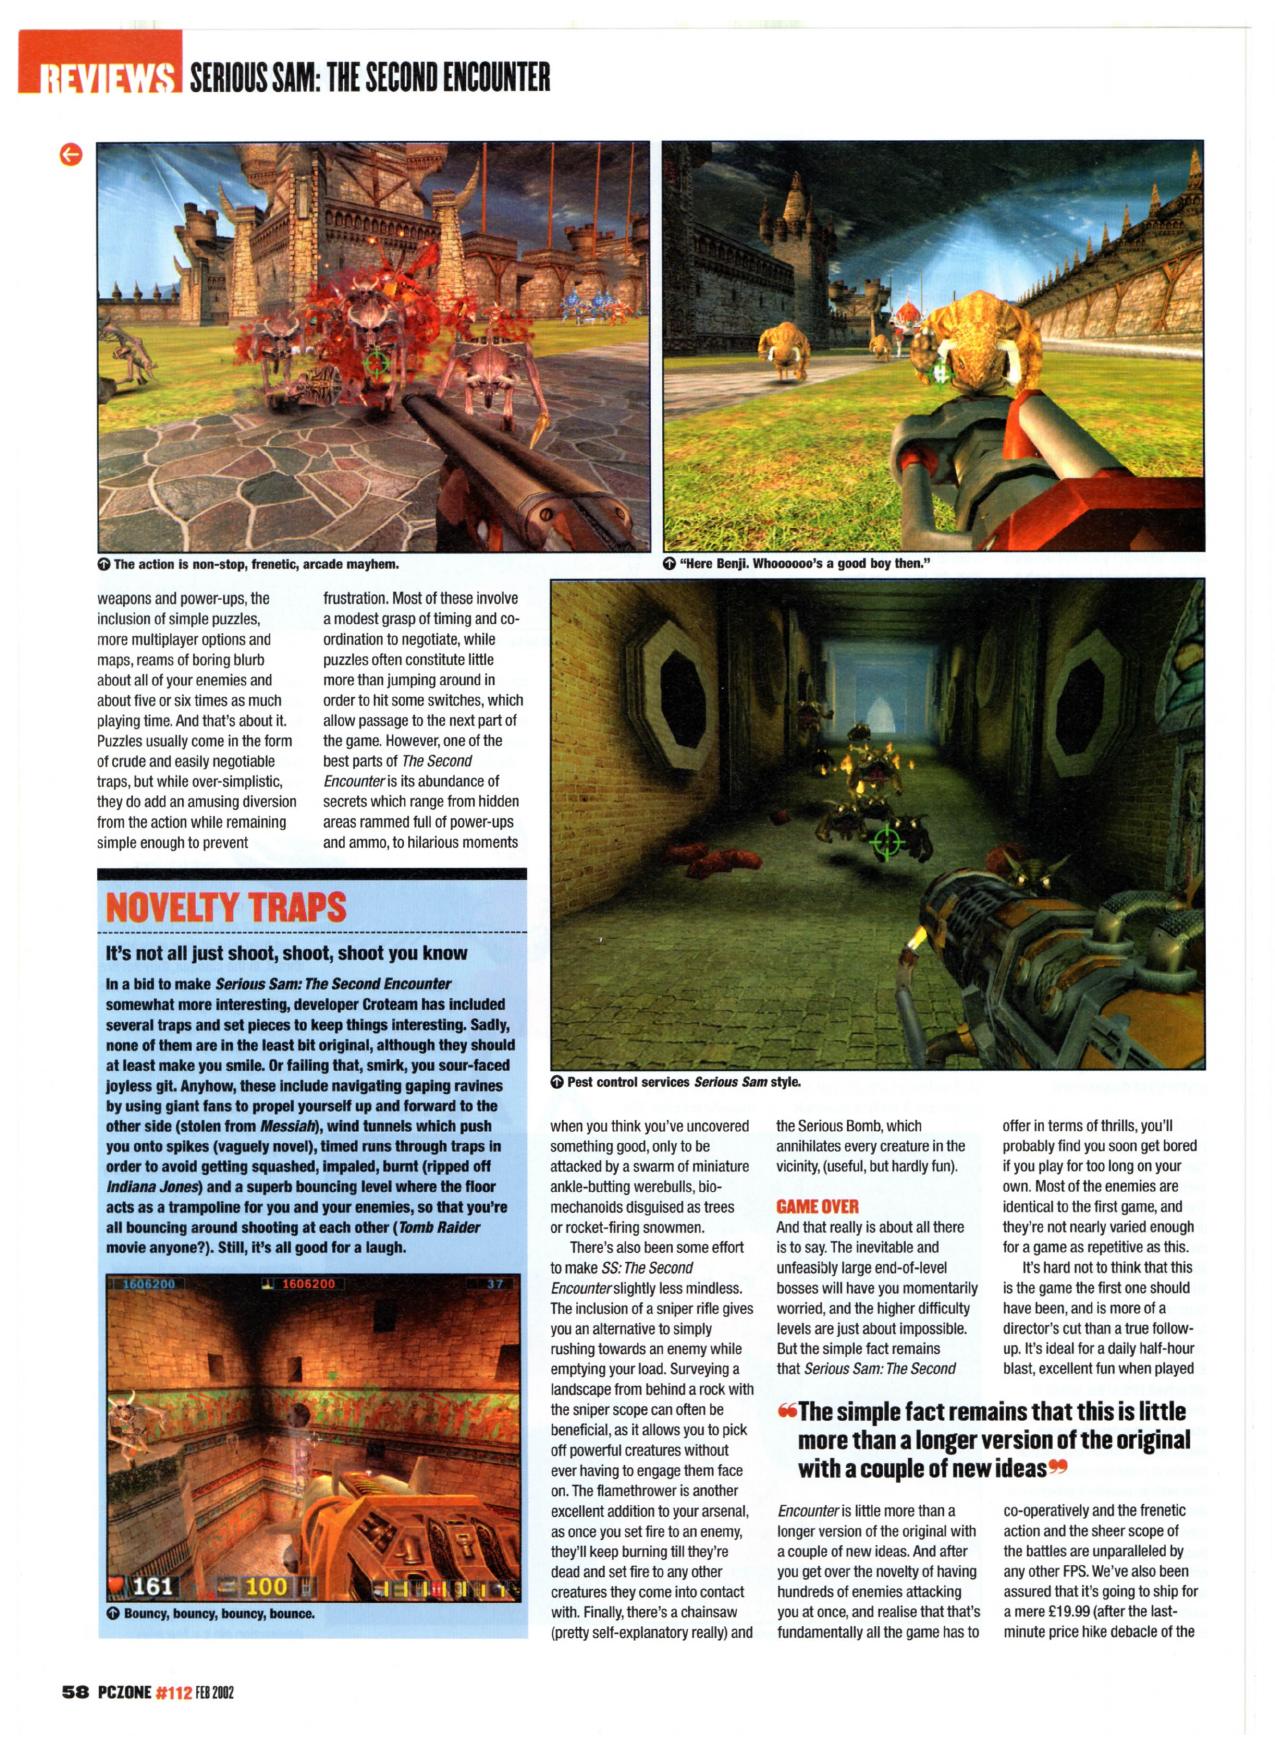 REVIEWS SERIOUS SAM: THE SECOND ENCOUNTER
The action is non-stop, frenetic, arcade mayhem.
"Here Benji. Whoooooo's a good boy then."
weapons and power-ups, the
inclusion of simple puzzles,
more multiplayer options and
maps, reams of boring blurb
about all of your enemies and
about five or six times as much
playing time. And that's about it.
Puzzles usually come in the form
of crude and easily negotiable
traps, but while over-simplistic,
they do add an amusing diversion
from the action while remaining
simple enough to prevent
frustration. Most of these involve
a modest grasp of timing and co-
ordination to negotiate, while
puzzles often constitute little
more than jumping around in
order to hit some switches, which
allow passage to the next part of
the game. However, one of the
best parts of The Second
Encounter is its abundance of
secrets which range from hidden
areas rammed full of power-ups
and ammo, to hilarious moments
NOVELTY TRAPS
It's not all just shoot, shoot, shoot you know
In a bid to make Serious Sam: The Second Encounter
somewhat more interesting, developer Croteam has included
several traps and set pieces to keep things interesting. Sadly,
none of them are in the least bit original, although they should
at least make you smile. Or failing that, smirk, you sour-faced
joyless git. Anyhow, these include navigating gaping ravines
by using giant fans to propel yourself up and forward to the
other side (stolen from Messiah), wind tunnels which push
you onto spikes (vaguely novel), timed runs through traps in
order to avoid getting squashed, impaled, burnt (ripped off
Indiana Jones) and a superb bouncing level where the floor
acts as a trampoline for you and your enemies, so that you're
all bouncing around shooting at each other (Tomb Raider
movie anyone?). Still, it's all good for a laugh.
1606200 1606200 37
161 100
Bouncy, bouncy, bouncy, bounce.
Pest control services Serious Sam style.
when you think you've uncovered
something good, only to be
attacked by a swarm of miniature
ankle-butting werebulls, bio-
mechanoids disguised as trees
or rocket-firing snowmen.
There's also been some effort
to make SS: The Second
Encounter slightly less mindless.
The inclusion of a sniper rifle gives
you an alternative to simply
rushing towards an enemy while
emptying your load. Surveying a
landscape from behind a rock with
the sniper scope can often be
beneficial, as it allows you to pick
off powerful creatures without
ever having to engage them face
on. The flamethrower is another
excellent addition to your arsenal,
as once you set fire to an enemy,
they'll keep burning till they're
dead and set fire to any other
creatures they come into contact
with. Finally, there's a chainsaw
(pretty self-explanatory really) and
the Serious Bomb, which
annihilates every creature in the
vicinity, (useful, but hardly fun).
GAME OVER
And that really is about all there
is to say. The inevitable and
unfeasibly large end-of-level
bosses will have you momentarily
worried, and the higher difficulty
levels are just about impossible.
But the simple fact remains
that Serious Sam: The Second
Encounter is little more than a
longer version of the original with
a couple of new ideas. And after
you get over the novelty of having
hundreds of enemies attacking
you at once, and realise that that's
fundamentally all the game has to
offer in terms of thrills, you'll
probably find you soon get bored
if you play for too long on your
own. Most of the enemies are
identical to the first game, and
they're not nearly varied enough
for a game as repetitive as this.
It's hard not to think that this
is the game the first one should
have been, and is more of a
director's cut than a true follow-
up. It's ideal for a daily half-hour
blast, excellent fun when played
co-operatively and the frenetic
action and the sheer scope of
the battles are unparalleled by
any other FPS. We've also been
assured that it's going to ship for
a mere £19.99 (after the last-
minute price hike debacle of the
“The simple fact remains that this is little
more than a longer version of the original
with a couple of new ideas”
58 PCZONE #112 FEB 2002